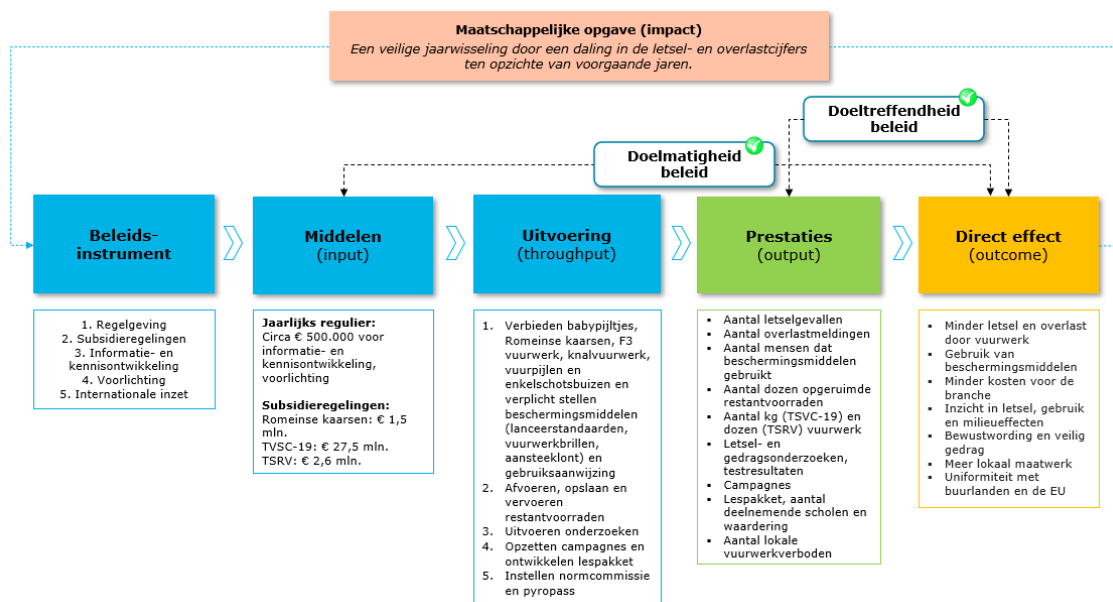 Maatschappelijke opgave (impact)
Een veilige jaarwisseling door een daling in de letsel- en overlastcijfers
ten opzichte van voorgaande jaren.
Doeltreffendheid
beleid
Doelmatigheid
beleid
Beleids-
instrument
Middelen
(input)
Uitvoering
(throughput)
Prestaties
(output)
Direct effect
(outcome)
1. Regelgeving
2. Subsidieregelingen
3. Informatie- en
kennisontwikkeling
4. Voorlichting
5. Internationale inzet
Jaarlijks regulier:
Circa € 500.000 voor
informatie- en
kennisontwikkeling,
voorlichting
Subsidieregelingen:
Romeinse kaarsen: € 1,5
mln.
TVSC-19: € 27,5 mln.
TSRV: € 2,6 mln.
1. Verbieden babypijltjes,
Romeinse kaarsen, F3
vuurwerk, knalvuurwerk,
vuurpijlen en
enkelschotsbuizen en
verplicht stellen
beschermingsmiddelen
(lanceerstandaarden,
vuurwerkbrillen,
aansteeklont) en
gebruiksaanwijzing
2. Afvoeren, opslaan en
vervoeren
restantvoorraden
3. Uitvoeren onderzoeken
4. Opzetten campagnes en
ontwikkelen lespakket
5. Instellen normcommissie
en pyropass
▪ Aantal letselgevallen
▪ Aantal overlastmeldingen
▪ Aantal mensen dat
beschermingsmiddelen
gebruikt
▪ Aantal dozen opgeruimde
restantvoorraden
▪ Aantal kg (TSVC-19) en
dozen (TSRV) vuurwerk
▪ Letsel- en
gedragsonderzoeken,
testresultaten
▪ Campagnes
▪ Lespakket, aantal
deelnemende scholen en
waardering
▪ Aantal lokale
vuurwerkverboden
▪ Minder letsel en overlast
door vuurwerk
▪ Gebruik van
beschermingsmiddelen
▪ Minder kosten voor de
branche
▪ Inzicht in letsel, gebruik
en milieueffecten
▪ Bewustwording en veilig
gedrag
▪ Meer lokaal maatwerk
▪ Uniformiteit met
buurlanden en de EU